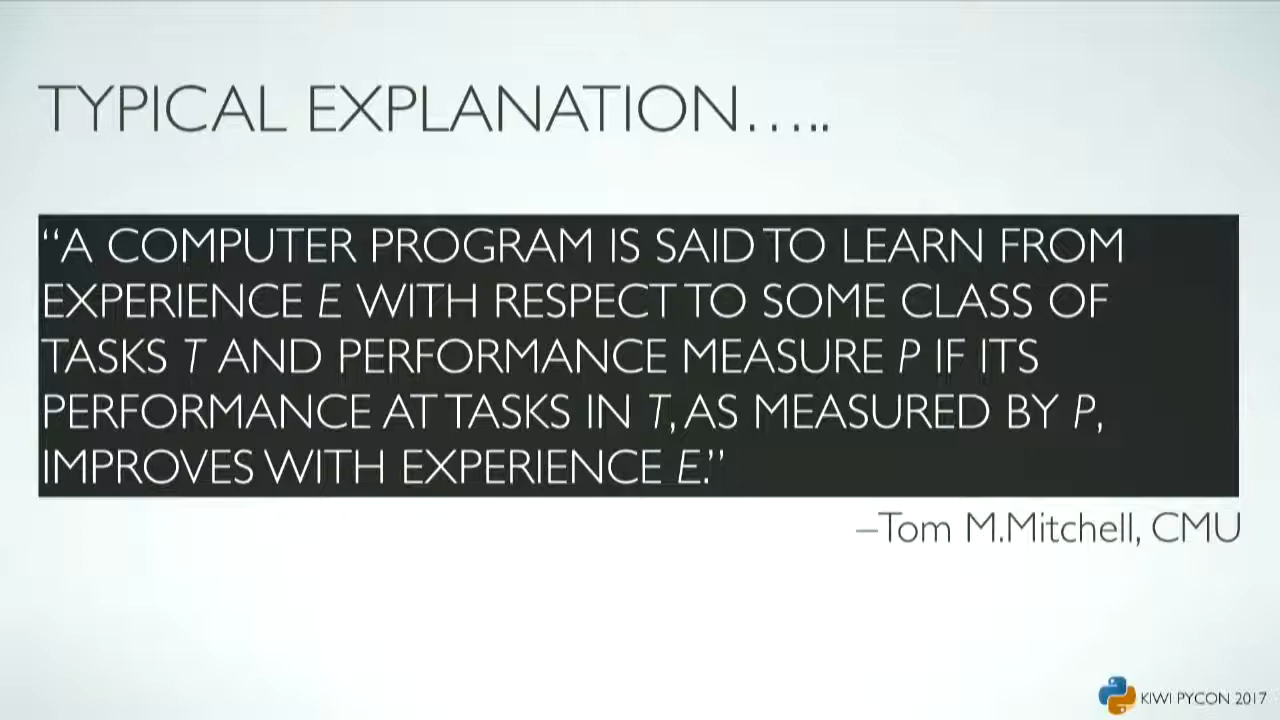 TYPICAL EXPLANATION…..
“A COMPUTER PROGRAM IS SAID TO LEARN FROM
EXPERIENCE E WITH RESPECT TO SOME CLASS OF
TASKS T AND PERFORMANCE MEASURE P IF ITS
PERFORMANCE AT TASKS IN T, AS MEASURED BY P,
IMPROVES WITH EXPERIENCE E.”
–Tom M.Mitchell, CMU
KIWI PYCON 2017